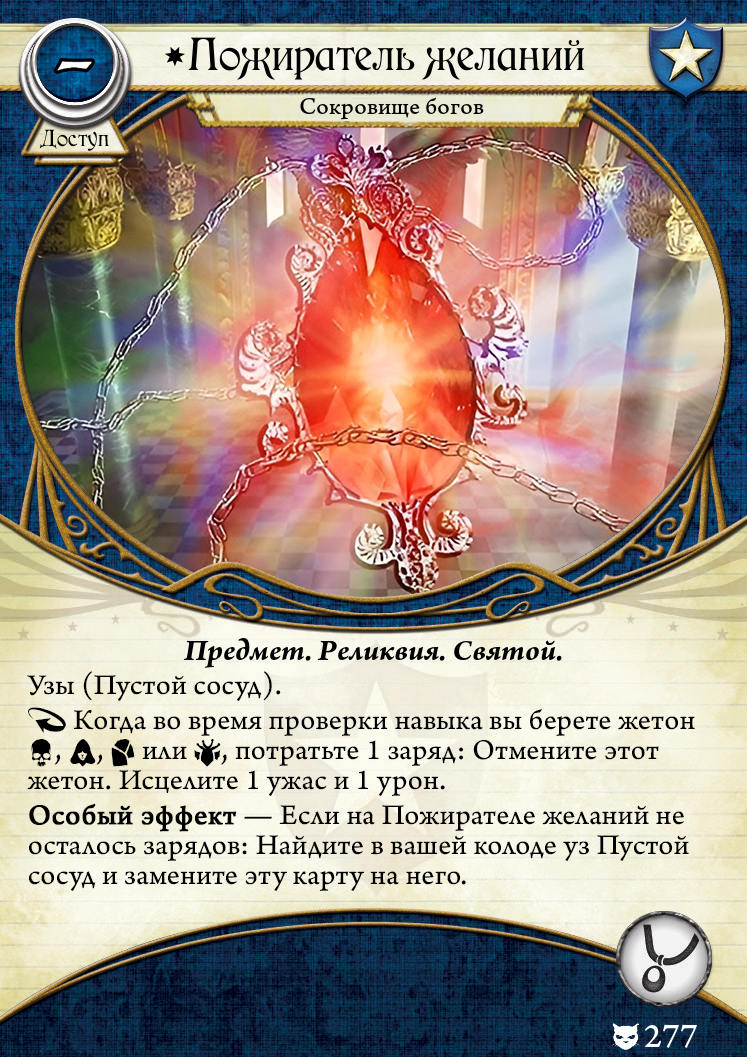 –
Пожиратель желаний
Доступ
Сокровище богов
Предмет. Реликвия. Святой.
Узы (Пустой сосуд).
Когда во время проверки навыка вы берете жетон
, , или , потратьте 1 заряд: Отмените этот
жетон. Исцелите 1 ужас и 1 урон.
Особый эффект — Если на Пожирателе желаний не
осталось зарядов: Найдите в вашей колоде уз Пустой
сосуд и замените эту карту на него.
277